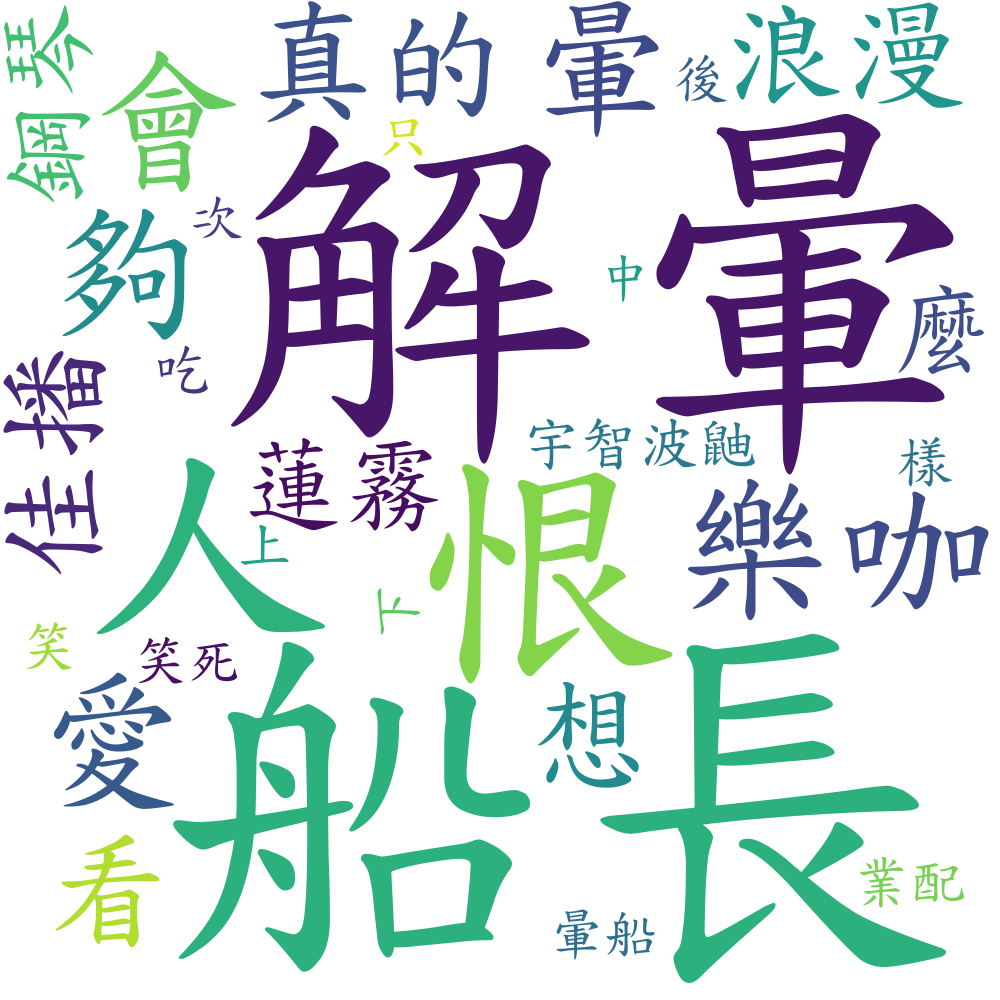 鋼琴
會
真的
暈
後
浪漫
只
次
夠
解暈
中
麼
吃
佳播
蓮霧
宇智波鼬
樣
人
上
恨
樂咖
下
笑
笑死
愛
船長
想
看
暈船
業配